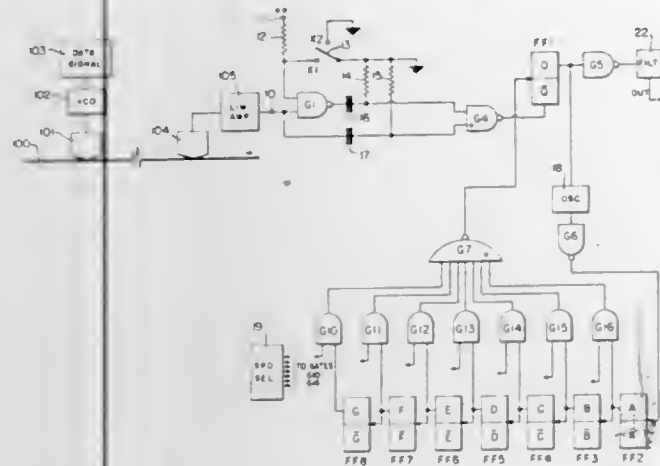 103
DATA
SIGNAL
102
VCO
101
100
104
105
LIM
AMP
10
12
K1
K2
13
14
15
G1
16
17
G4
FF1
Q
Q̅
G5
22
FILT
OUT
18
OSC
G6
G7
G10
G11
G12
G13
G14
G15
G16
19
SPD
SEL
TO GATES
G
G̅
FF8
F
F̅
FF7
E
E̅
FF6
D
D̅
FF5
C
C̅
FF4
B
B̅
FF3
A
FF2